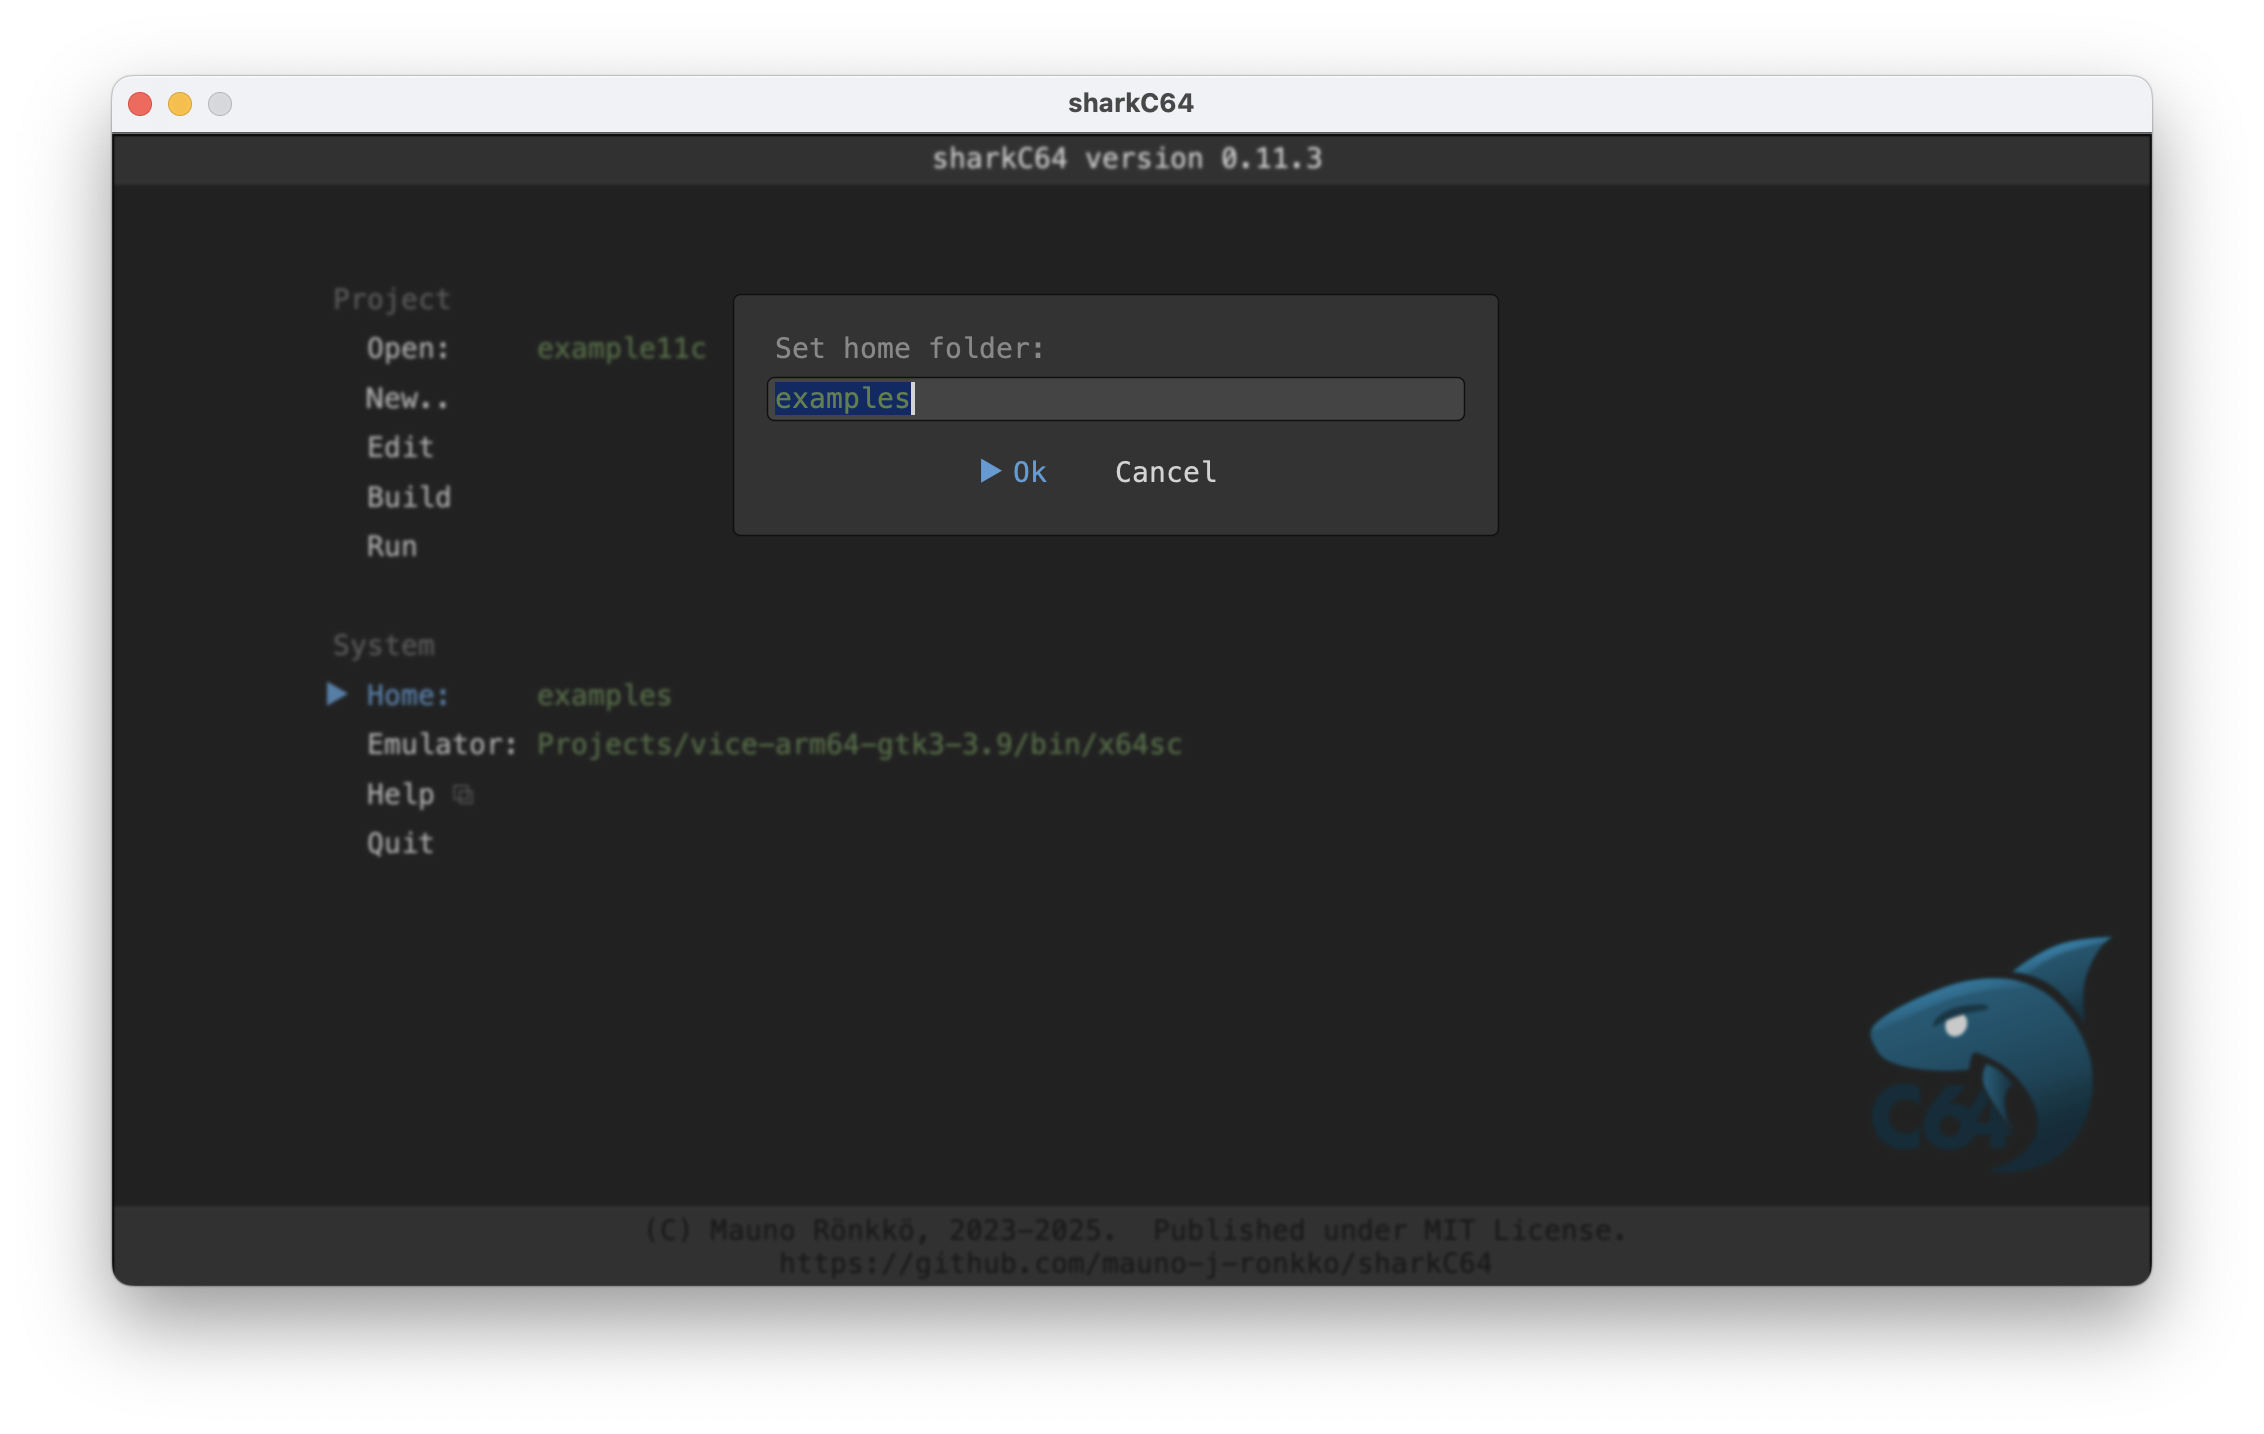 sharkC64
sharkC64 version 0.11.3
Project
Open: example11c
New..
Edit
Build
Run
Set home folder:
examples
Ok Cancel
System
Home: examples
Emulator: Projects/vice-arm64-gtk3-3.9/bin/x64sc
Help
Quit
C64
(C) Mauno Rönkkö, 2023-2025. Published under MIT License.
https://github.com/mauno-j-ronkko/sharkC64